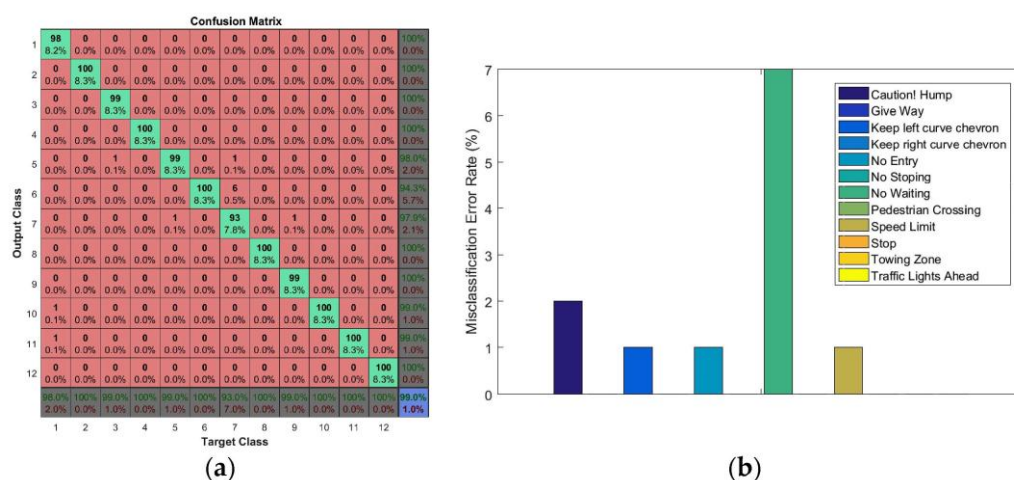 Confusion Matrix
1 98 0 0 0 0 0 0 0 0 0 0 0 100%
8.2% 0.0% 0.0% 0.0% 0.0% 0.0% 0.0% 0.0% 0.0% 0.0% 0.0% 0.0% 0.0%
2 0 100 0 0 0 0 0 0 0 0 0 0 100%
0.0% 8.3% 0.0% 0.0% 0.0% 0.0% 0.0% 0.0% 0.0% 0.0% 0.0% 0.0% 0.0%
3 0 0 99 0 0 0 0 0 0 0 0 0 100%
0.0% 0.0% 8.3% 0.0% 0.0% 0.0% 0.0% 0.0% 0.0% 0.0% 0.0% 0.0% 0.0%
4 0 0 0 100 0 0 0 0 0 0 0 0 100%
0.0% 0.0% 0.0% 8.3% 0.0% 0.0% 0.0% 0.0% 0.0% 0.0% 0.0% 0.0% 0.0%
5 0 0 1 0 99 0 1 0 0 0 0 0 98.0%
0.0% 0.0% 0.1% 0.0% 8.3% 0.0% 0.1% 0.0% 0.0% 0.0% 0.0% 0.0% 2.0%
6 0 0 0 0 0 100 6 0 0 0 0 0 94.3%
0.0% 0.0% 0.0% 0.0% 0.0% 8.3% 0.5% 0.0% 0.0% 0.0% 0.0% 0.0% 5.7%
7 0 0 0 0 1 0 93 0 1 0 0 0 97.9%
0.0% 0.0% 0.0% 0.0% 0.1% 0.0% 7.8% 0.0% 0.1% 0.0% 0.0% 0.0% 2.1%
8 0 0 0 0 0 0 0 100 0 0 0 0 100%
0.0% 0.0% 0.0% 0.0% 0.0% 0.0% 0.0% 8.3% 0.0% 0.0% 0.0% 0.0% 0.0%
9 0 0 0 0 0 0 0 0 99 0 0 0 100%
0.0% 0.0% 0.0% 0.0% 0.0% 0.0% 0.0% 0.0% 8.3% 0.0% 0.0% 0.0% 0.0%
10 1 0 0 0 0 0 0 0 0 100 0 0 99.0%
0.1% 0.0% 0.0% 0.0% 0.0% 0.0% 0.0% 0.0% 0.0% 8.3% 0.0% 0.0% 1.0%
11 1 0 0 0 0 0 0 0 0 0 100 0 99.0%
0.1% 0.0% 0.0% 0.0% 0.0% 0.0% 0.0% 0.0% 0.0% 0.0% 8.3% 0.0% 1.0%
12 0 0 0 0 0 0 0 0 0 0 0 100 100%
0.0% 0.0% 0.0% 0.0% 0.0% 0.0% 0.0% 0.0% 0.0% 0.0% 0.0% 8.3% 0.0%
98.0% 100% 99.0% 100% 99.0% 100% 93.0% 100% 99.0% 100% 100% 100% 99.0%
2.0% 0.0% 1.0% 0.0% 1.0% 0.0% 7.0% 0.0% 1.0% 0.0% 0.0% 0.0% 1.0%
1 2 3 4 5 6 7 8 9 10 11 12
Output Class
Target Class
(a)
Misclassification Error Rate (%)
7
6
5
4
3
2
1
0
Caution! Hump
Give Way
Keep left curve chevron
Keep right curve chevron
No Entry
No Stoping
No Waiting
Pedestrian Crossing
Speed Limit
Stop
Towing Zone
Traffic Lights Ahead
(b)